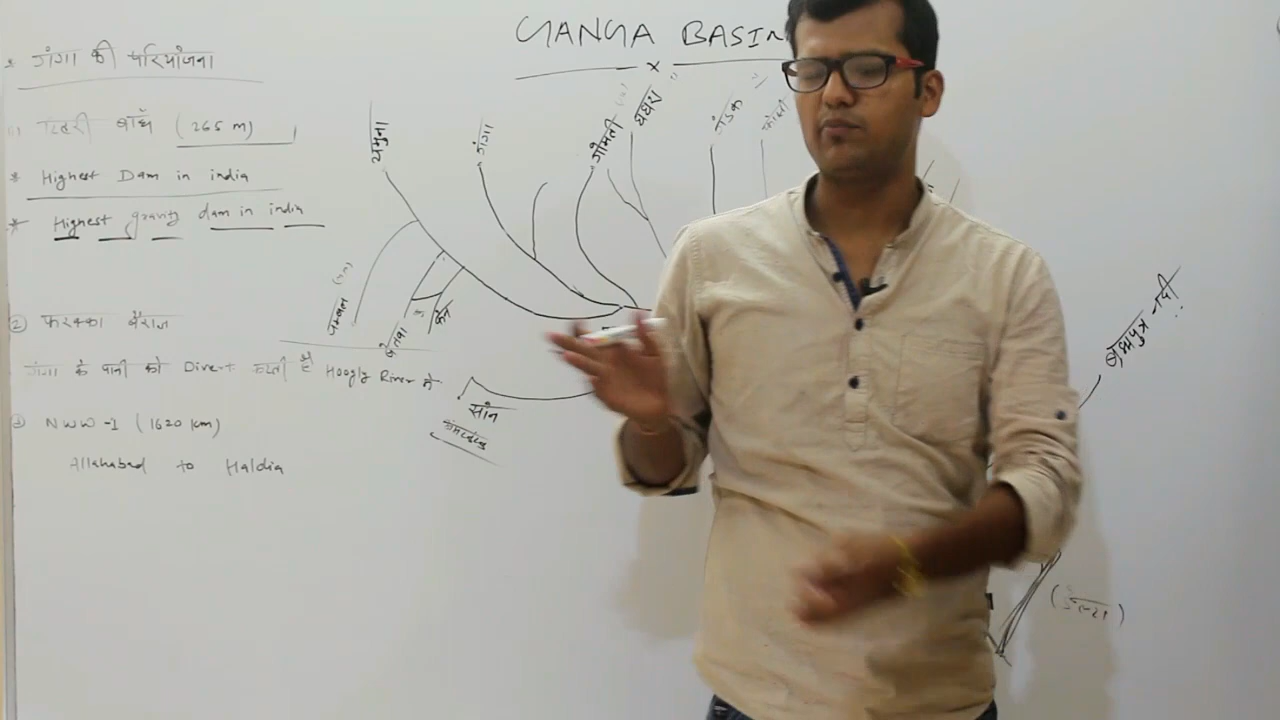 GANGA BASIN
* गंगा की परियोजना
(1) टिहरी बाँध (265 m)
* Highest Dam in india
* Highest gravity dam in india
② फरक्का बैराज
गंगा के पानी को Divert करती है Hoogly River में
③ NWW-I (1620 km)
Allahabad to Haldia
यमुना
गंगा
गोमती
घाघरा
गंडक
कोसी
चम्बल
बेतवा
केन
सोन
अमरकंटक
ब्रह्मपुत्र नदी
(डेल्टा)